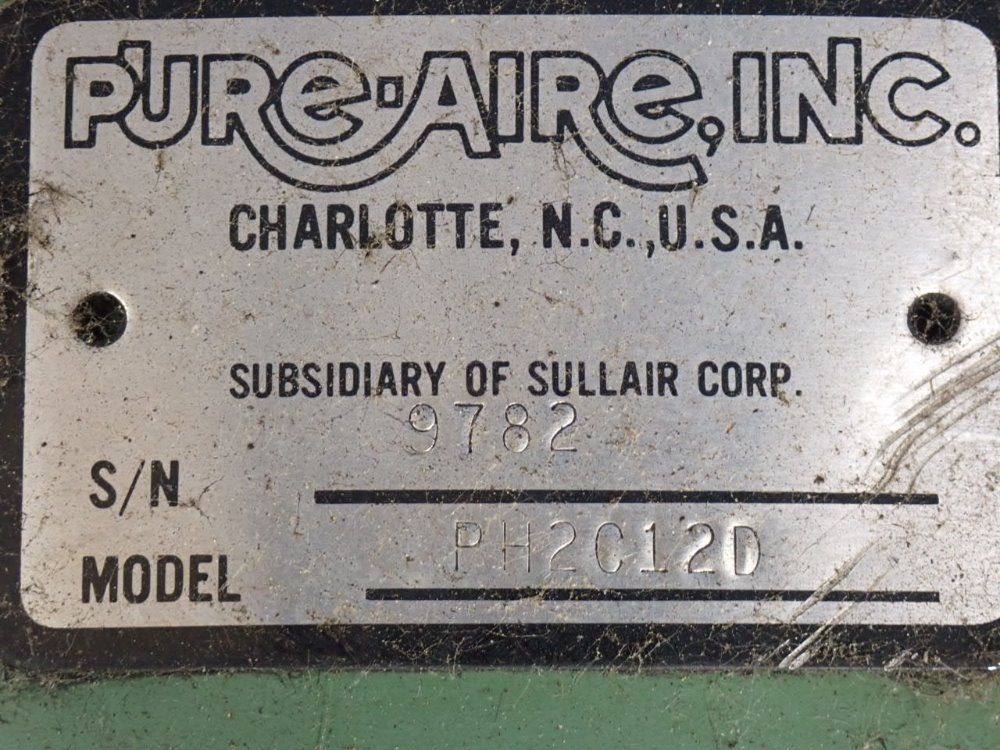 PURE-AIRE, INC.
CHARLOTTE, N.C.,U.S.A.
SUBSIDIARY OF SULLAIR CORP.
9782
S/N
PH2C12D
MODEL